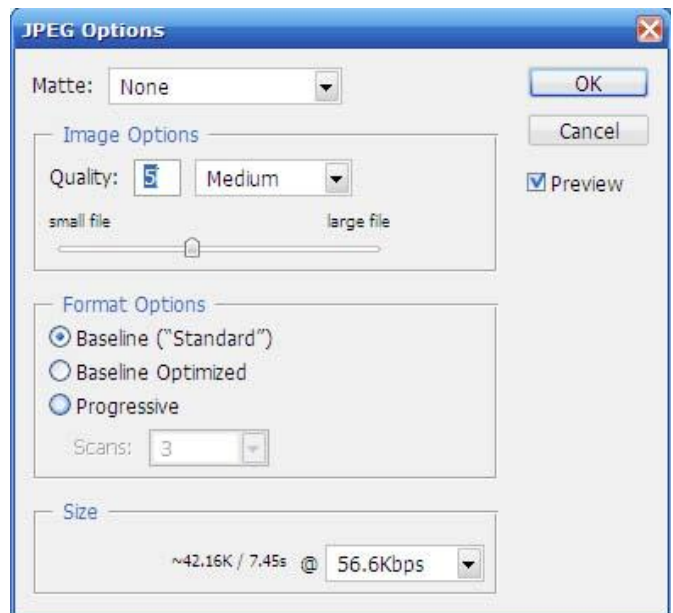 JPEG Options
Matte: None
OK
Cancel
Preview
Image Options
Quality: 5 Medium
small file large file
Format Options
Baseline ("Standard")
Baseline Optimized
Progressive
Scans: 3
Size
~42.16K / 7.45s @ 56.6Kbps